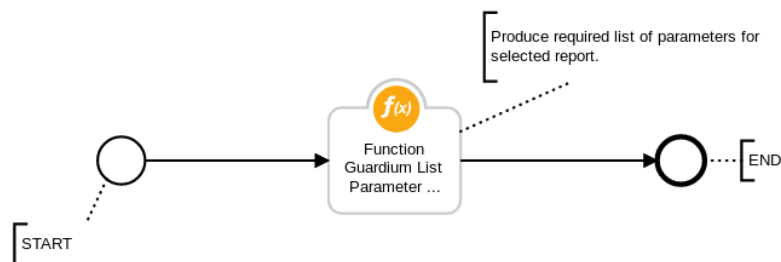 Produce required list of parameters for
selected report.
f(x)
Function
Guardium List
Parameter ...
END
START